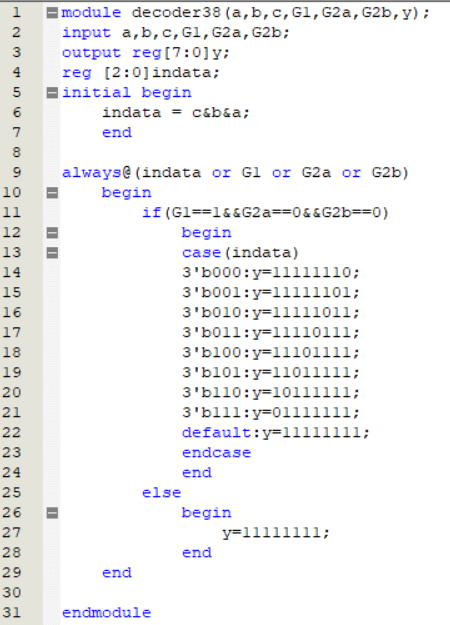 1 module decoder38(a,b,c,G1,G2a,G2b,y);
2 input a,b,c,G1,G2a,G2b;
3 output reg[7:0]y;
4 reg [2:0]indata;
5 initial begin
6 indata = c&b&a;
7 end
8
9 always@(indata or G1 or G2a or G2b)
10 begin
11 if(G1==1&&G2a==0&&G2b==0)
12 begin
13 case(indata)
14 3'b000:y=11111110;
15 3'b001:y=11111101;
16 3'b010:y=11111011;
17 3'b011:y=11110111;
18 3'b100:y=11101111;
19 3'b101:y=11011111;
20 3'b110:y=10111111;
21 3'b111:y=01111111;
22 default:y=11111111;
23 endcase
24 end
25 else
26 begin
27 y=11111111;
28 end
29 end
30
31 endmodule